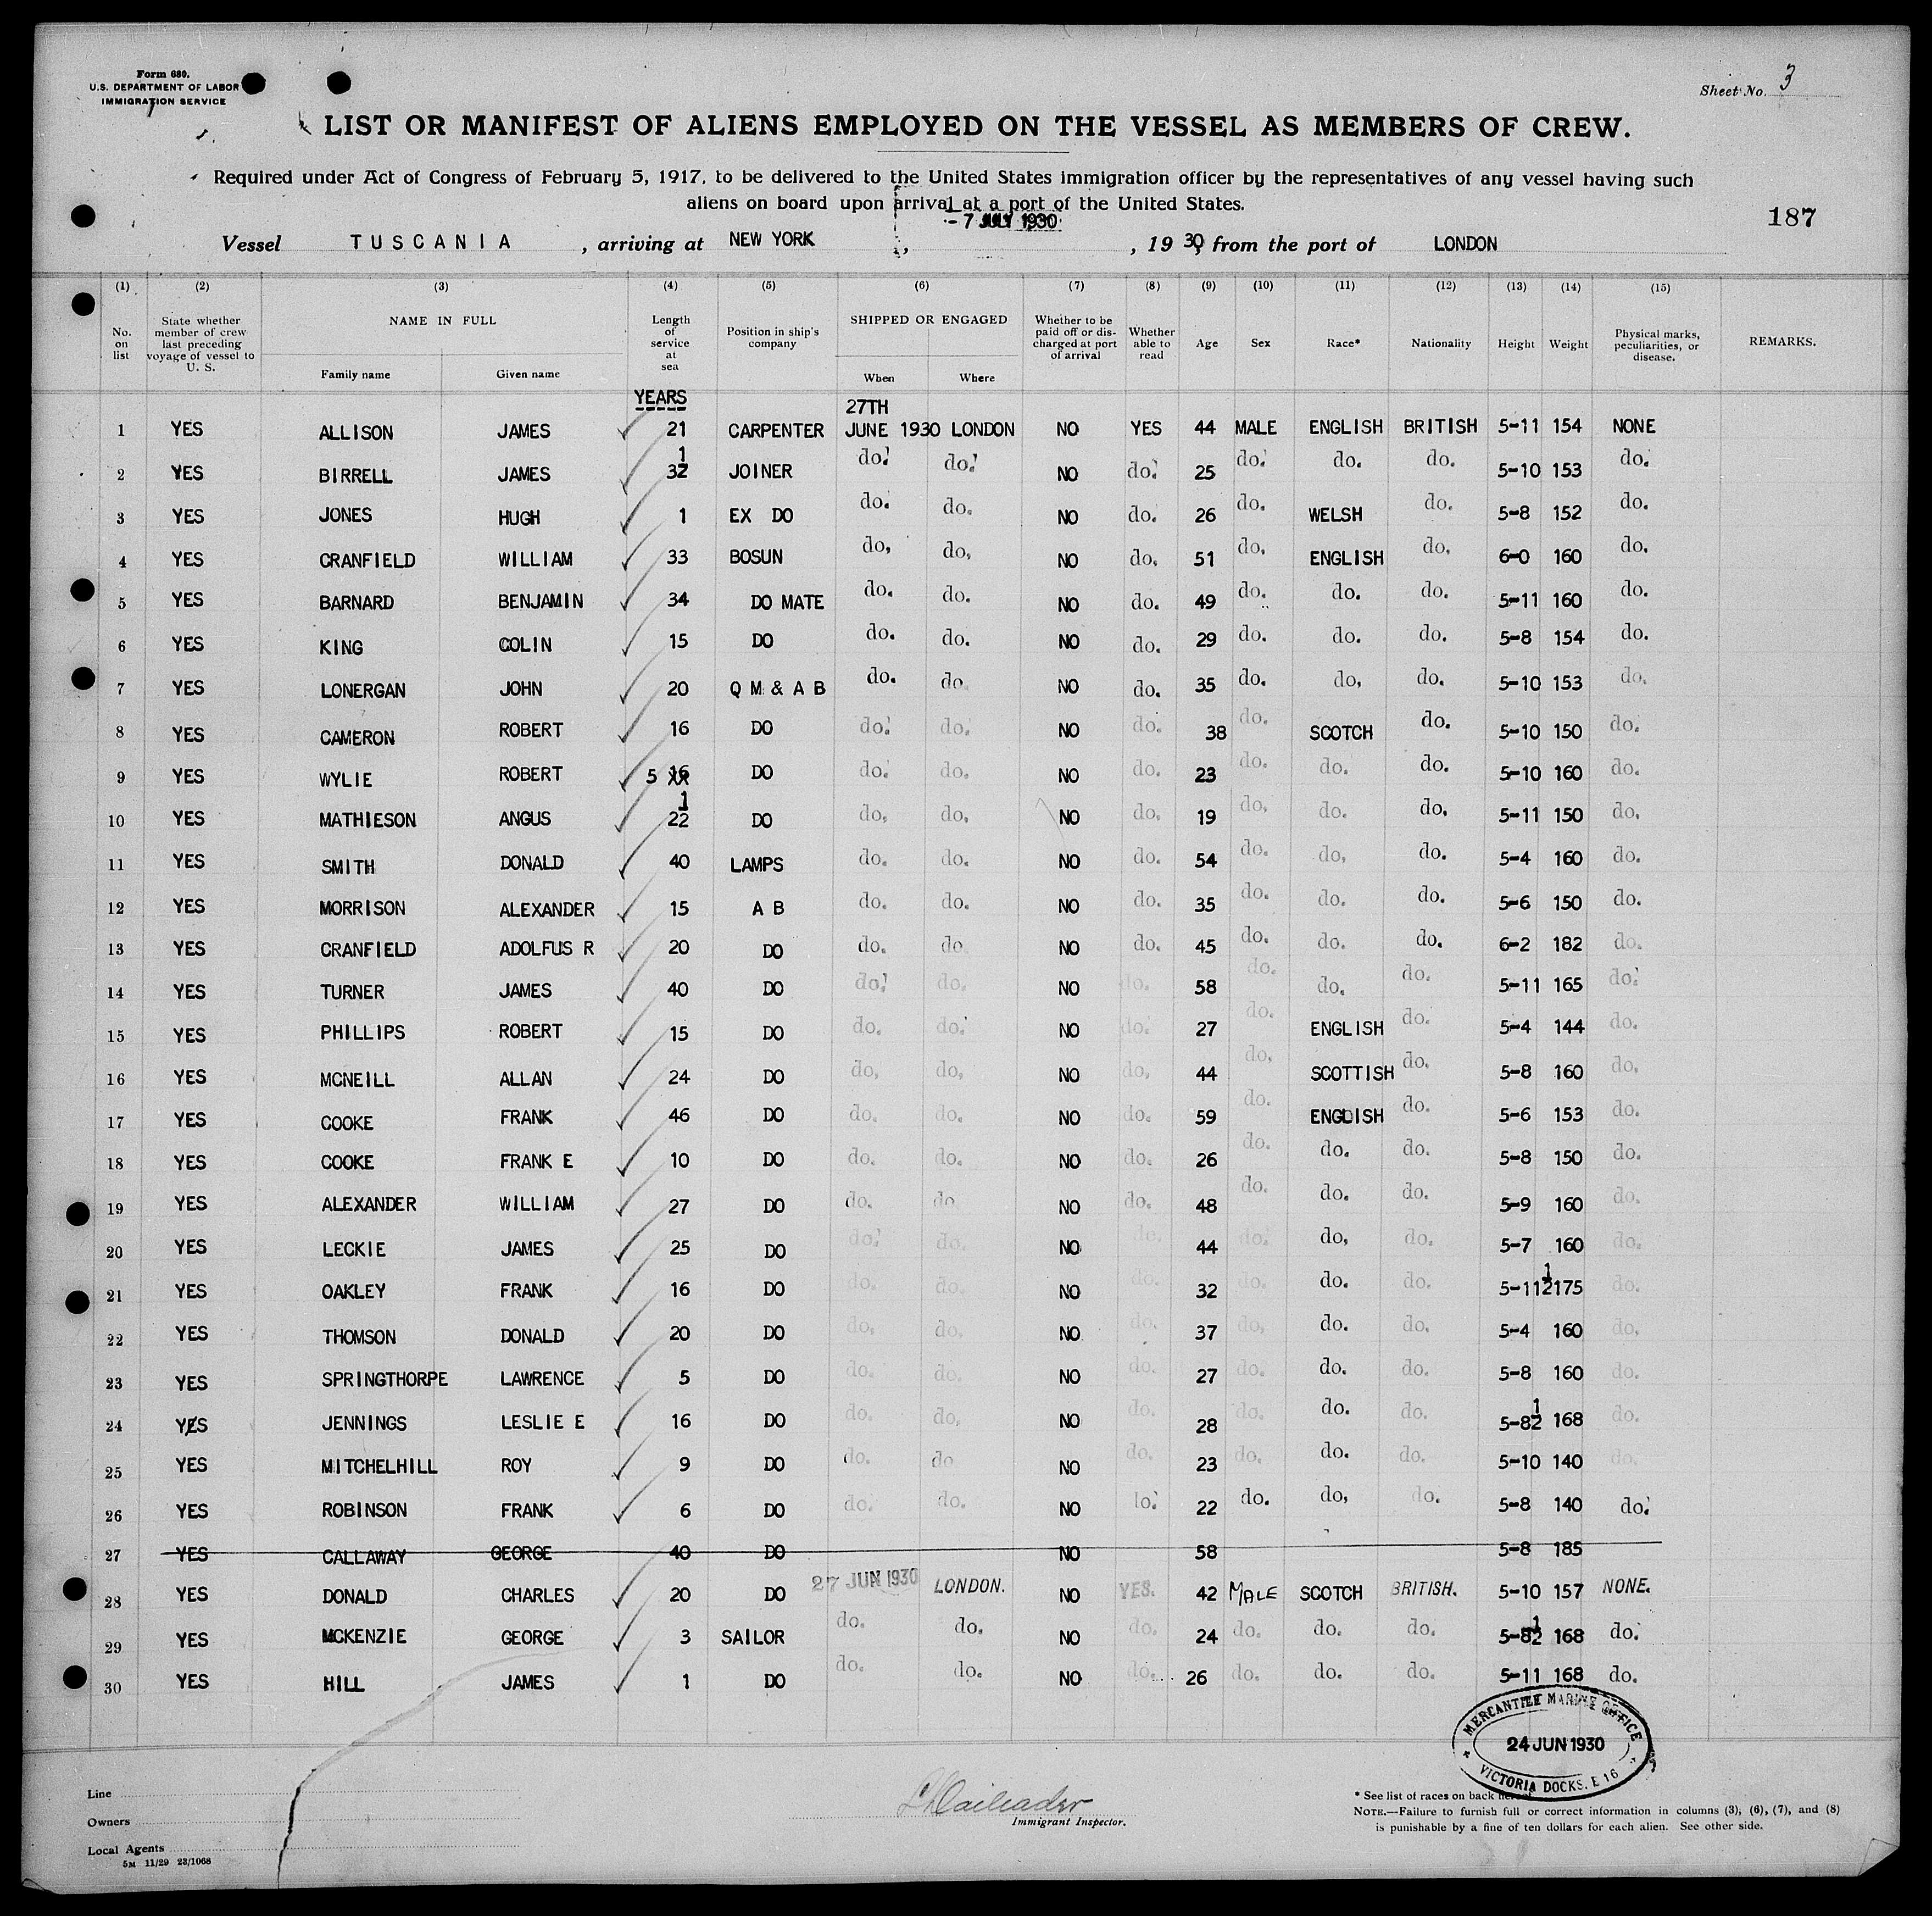 Form 680.
U.S. DEPARTMENT OF LABOR
IMMIGRATION SERVICE
Sheet No. 3
LIST OR MANIFEST OF ALIENS EMPLOYED ON THE VESSEL AS MEMBERS OF CREW.
Required under Act of Congress of February 5, 1917, to be delivered to the United States immigration officer by the representatives of any vessel having such
aliens on board upon arrival at a port of the United States.
187
- 7 JULY 1930
Vessel TUSCANIA, arriving at NEW YORK, , 19 30, from the port of LONDON
(1) (2) (3) (4) (5) (6) (7) (8) (9) (10) (11) (12) (13) (14) (15)
No. on list State whether member of crew last preceding voyage of vessel to U. S. NAME IN FULL Family name Given name Length of service at sea Position in ship's company SHIPPED OR ENGAGED When Where Whether to be paid off or discharged at port of arrival Whether able to read Age Sex Race* Nationality Height Weight Physical marks, peculiarities, or disease. REMARKS.
YEARS 27TH
1 YES ALLISON JAMES 21 CARPENTER JUNE 1930 LONDON NO YES 44 MALE ENGLISH BRITISH 5-11 154 NONE
2 YES BIRRELL JAMES 3 1/2 JOINER do. do. NO do. 25 do. do. do. 5-10 153 do.
3 YES JONES HUGH 1 EX DO do. do. NO do. 26 do. WELSH do. 5-8 152 do.
4 YES CRANFIELD WILLIAM 33 BOSUN do. do. NO do. 51 do. ENGLISH do. 6-0 160 do.
5 YES BARNARD BENJAMIN 34 DO MATE do. do. NO do. 49 do. do. do. 5-11 160 do.
6 YES KING COLIN 15 DO do. do. NO do. 29 do. do. do. 5-8 154 do.
7 YES LONERGAN JOHN 20 Q M & A B do. do. NO do. 35 do. do. do. 5-10 153 do.
8 YES CAMERON ROBERT 16 DO do. do. NO do. 38 do. SCOTCH do. 5-10 150 do.
9 YES WYLIE ROBERT 5 DO do. do. NO do. 23 do. do. do. 5-10 160 do.
10 YES MATHIESON ANGUS 2 1/2 DO do. do. NO do. 19 do. do. do. 5-11 150 do.
11 YES SMITH DONALD 40 LAMPS do. do. NO do. 54 do. do. do. 5-4 160 do.
12 YES MORRISON ALEXANDER 15 A B do. do. NO do. 35 do. do. do. 5-6 150 do.
13 YES CRANFIELD ADOLFUS R 20 DO do. do. NO do. 45 do. do. do. 6-2 182 do.
14 YES TURNER JAMES 40 DO do. do. NO do. 58 do. do. do. 5-11 165 do.
15 YES PHILLIPS ROBERT 15 DO do. do. NO do. 27 do. ENGLISH do. 5-4 144 do.
16 YES MCNEILL ALLAN 24 DO do. do. NO do. 44 do. SCOTTISH do. 5-8 160 do.
17 YES COOKE FRANK 46 DO do. do. NO do. 59 do. ENGLISH do. 5-6 153 do.
18 YES COOKE FRANK E 10 DO do. do. NO do. 26 do. do. do. 5-8 150 do.
19 YES ALEXANDER WILLIAM 27 DO do. do. NO do. 48 do. do. do. 5-9 160 do.
20 YES LECKIE JAMES 25 DO do. do. NO do. 44 do. do. do. 5-7 160 do.
21 YES OAKLEY FRANK 16 DO do. do. NO do. 32 do. do. do. 5-11 1/2 175 do.
22 YES THOMSON DONALD 20 DO do. do. NO do. 37 do. do. do. 5-4 160 do.
23 YES SPRINGTHORPE LAWRENCE 5 DO do. do. NO do. 27 do. do. do. 5-8 160 do.
24 YES JENNINGS LESLIE E 16 DO do. do. NO do. 28 do. do. do. 5-8 1/2 168 do.
25 YES MITCHELHILL ROY 9 DO do. do NO do. 23 do. do. do. 5-10 140 do.
26 YES ROBINSON FRANK 6 DO do. do. NO do. 22 do. do. do. 5-8 140 do.
27 YES CALLAWAY GEORGE 40 DO NO 58 5-8 185
28 YES DONALD CHARLES 20 DO 27 JUN 1930 LONDON. NO YES. 42 MALE SCOTCH BRITISH. 5-10 157 NONE.
29 YES MCKENZIE GEORGE 3 SAILOR do. do. NO do. 24 do. do. do. 5-8 1/2 168 do.
30 YES HILL JAMES 1 DO do. do. NO do. 26 do. do. do. 5-11 168 do.
MERCANTILE MARINE OFFICE
24 JUN 1930
VICTORIA DOCKS. E 16
Line
Owners
Local Agents
5M 11/29 23/1068
Immigrant Inspector.
* See list of races on back hereof
NOTE.—Failure to furnish full or correct information in columns (3), (6), (7), and (8)
is punishable by a fine of ten dollars for each alien. See other side.